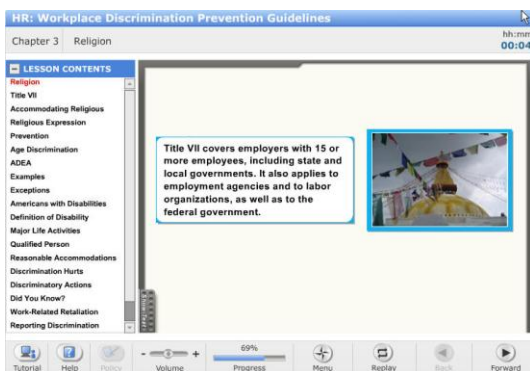 HR: Workplace Discrimination Prevention Guidelines
Chapter 3 Religion
hh:mm
00:04
LESSON CONTENTS
Religion
Title VII
Accommodating Religious
Religious Expression
Prevention
Age Discrimination
ADEA
Examples
Exceptions
Americans with Disabilities
Definition of Disability
Major Life Activities
Qualified Person
Reasonable Accommodations
Discrimination Hurts
Discriminatory Actions
Did You Know?
Work-Related Retaliation
Reporting Discrimination
Title VII covers employers with 15 or
more employees, including state and
local governments. It also applies to
employment agencies and to labor
organizations, as well as to the
federal government.
Show Text
69%
Tutorial Help Policy Volume Progress Menu Replay Back Forward